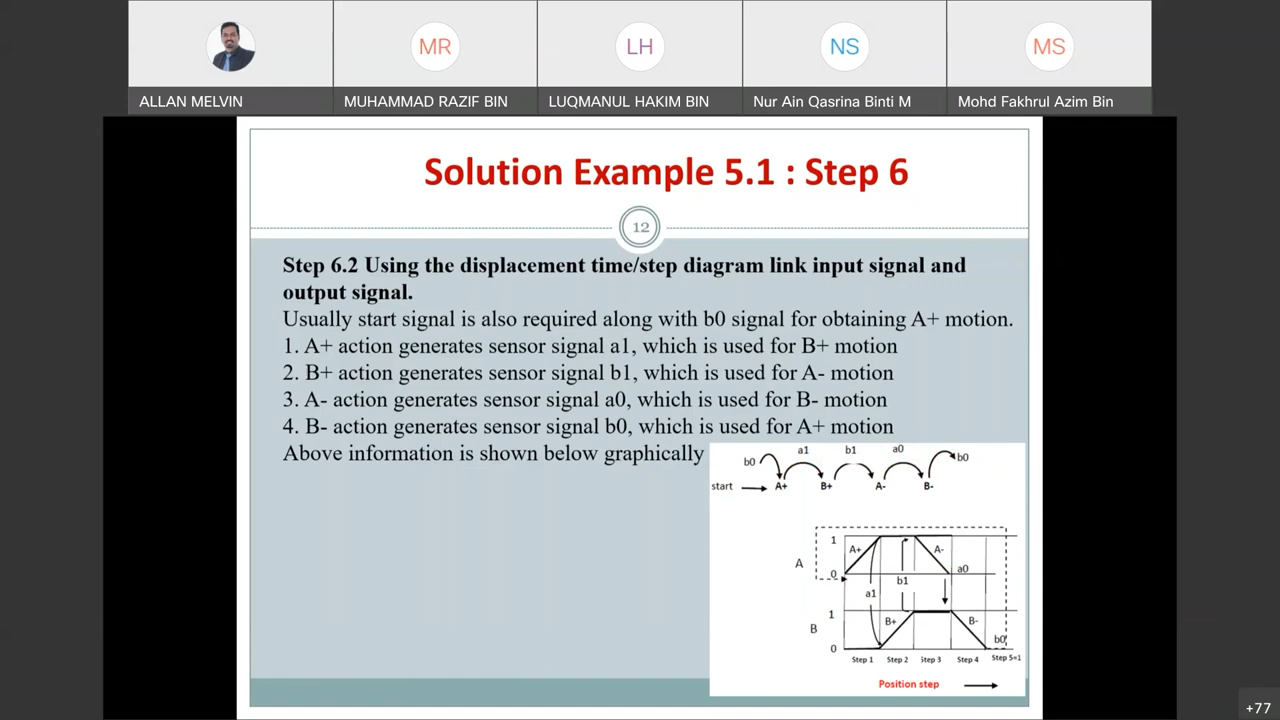 MR
LH
NS
MS
ALLAN MELVIN
MUHAMMAD RAZIF BIN
LUQMANUL HAKIM BIN
Nur Ain Qasrina Binti M
Mohd Fakhrul Azim Bin
Solution Example 5.1 : Step 6
12
Step 6.2 Using the displacement time/step diagram link input signal and
output signal.
Usually start signal is also required along with b0 signal for obtaining A+ motion.
1. A+ action generates sensor signal a1, which is used for B+ motion
2. B+ action generates sensor signal b1, which is used for A- motion
3. A- action generates sensor signal a0, which is used for B- motion
4. B- action generates sensor signal b0, which is used for A+ motion
Above information is shown below graphically
b0 a1 b1 a0 b0
start A+ B+ A- B-
1
A+ A-
A
0 a0
b1
a1
1
B+ B-
B
b0
0
Step 1 Step 2 Step 3 Step 4 Step 5=1
Position step
+77